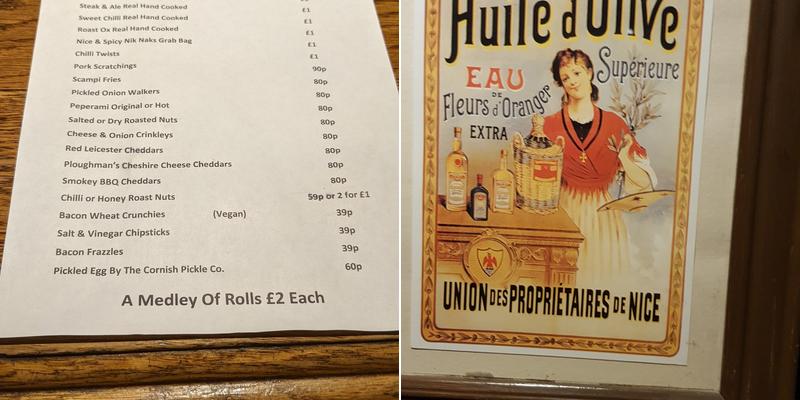 Steak & Ale Real Hand Cooked
Sweet Chilli Real Hand Cooked £1
Roast Ox Real Hand Cooked £1
Nice & Spicy Nik Naks Grab Bag £1
Chilli Twists £1
Pork Scratchings 90p
Scampi Fries 80p
Pickled Onion Walkers 80p
Peperami Original or Hot 80p
Salted or Dry Roasted Nuts 80p
Cheese & Onion Crinkleys 80p
Red Leicester Cheddars 80p
Ploughman's Cheshire Cheese Cheddars 80p
Smokey BBQ Cheddars 80p
Chilli or Honey Roast Nuts 59p or 2 for £1
Bacon Wheat Crunchies (Vegan) 39p
Salt & Vinegar Chipsticks 39p
Bacon Frazzles 39p
Pickled Egg By The Cornish Pickle Co. 60p
A Medley Of Rolls £2 Each
Huile d'Olive
Supérieure
EAU
DE
Fleurs d'Oranger
EXTRA
UNION DES PROPRIÉTAIRES DE NICE